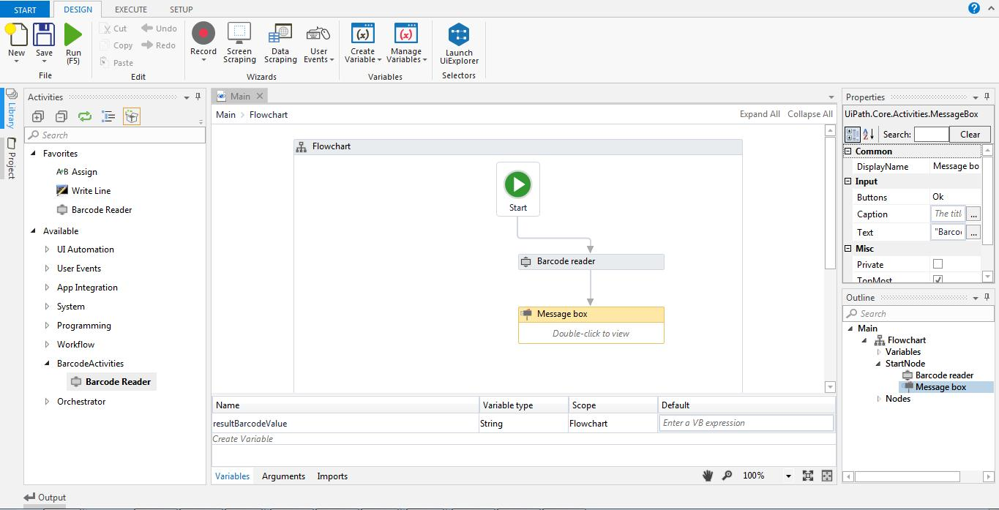 START DESIGN EXECUTE SETUP
New Save Run (F5)
File
Cut Undo
Copy Redo
Paste
Edit
Record Screen Scraping Data Scraping User Events
Wizards
Create Variable Manage Variables
Variables
Launch UiExplorer
Selectors
Library
Project
Activities
Search
Favorites
A+B Assign
Write Line
Barcode Reader
Available
UI Automation
User Events
App Integration
System
Programming
Workflow
BarcodeActivities
Barcode Reader
Orchestrator
Main
Main > Flowchart
Expand All Collapse All
Flowchart
Start
Barcode reader
Message box
Double-click to view
Name Variable type Scope Default
resultBarcodeValue String Flowchart Enter a VB expression
Create Variable
Variables Arguments Imports
100%
Properties
UiPath.Core.Activities.MessageBox
Search: Clear
Common
DisplayName Message bo
Input
Buttons Ok
Caption The titl ...
Text "Barco ...
Misc
Private
TopMost
Outline
Search
Main
Flowchart
Variables
StartNode
Barcode reader
Message box
Nodes
Output